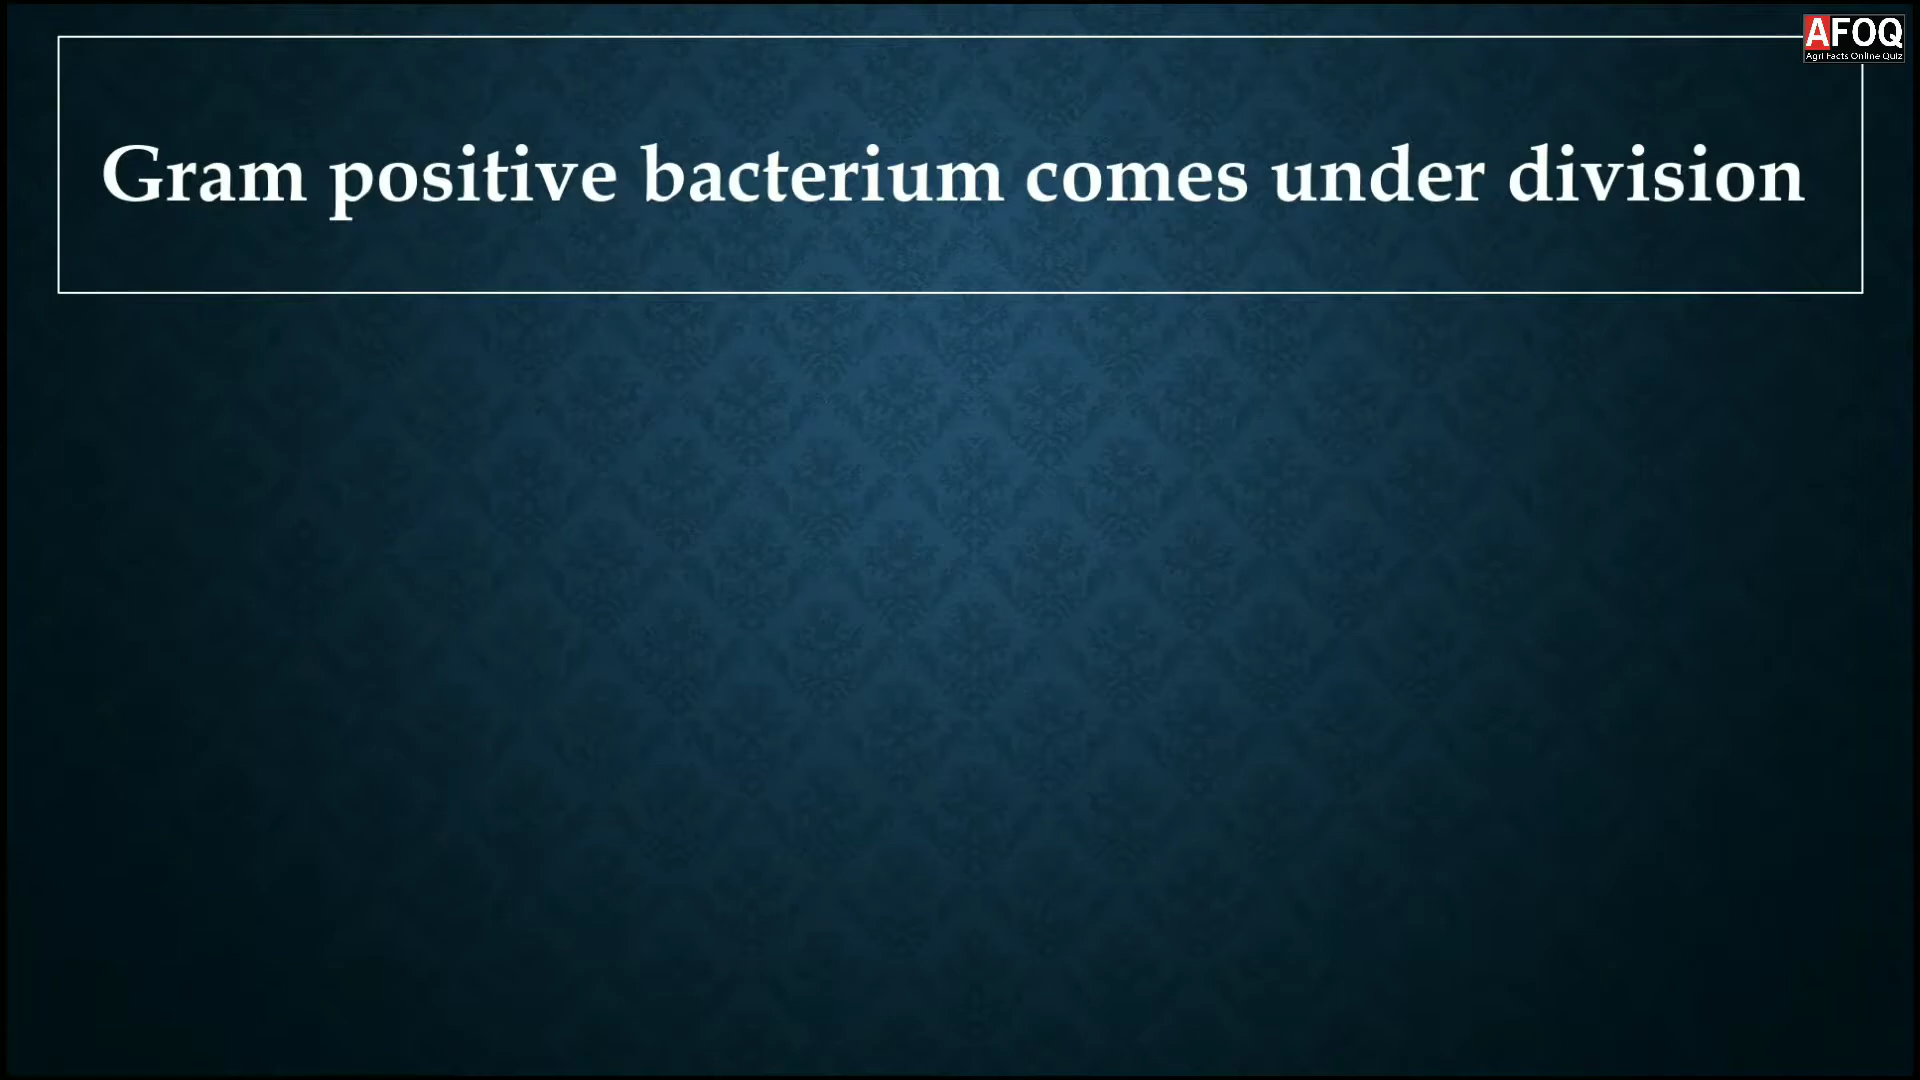 AFOQ
Agri Facts Online Quiz
Gram positive bacterium comes under division